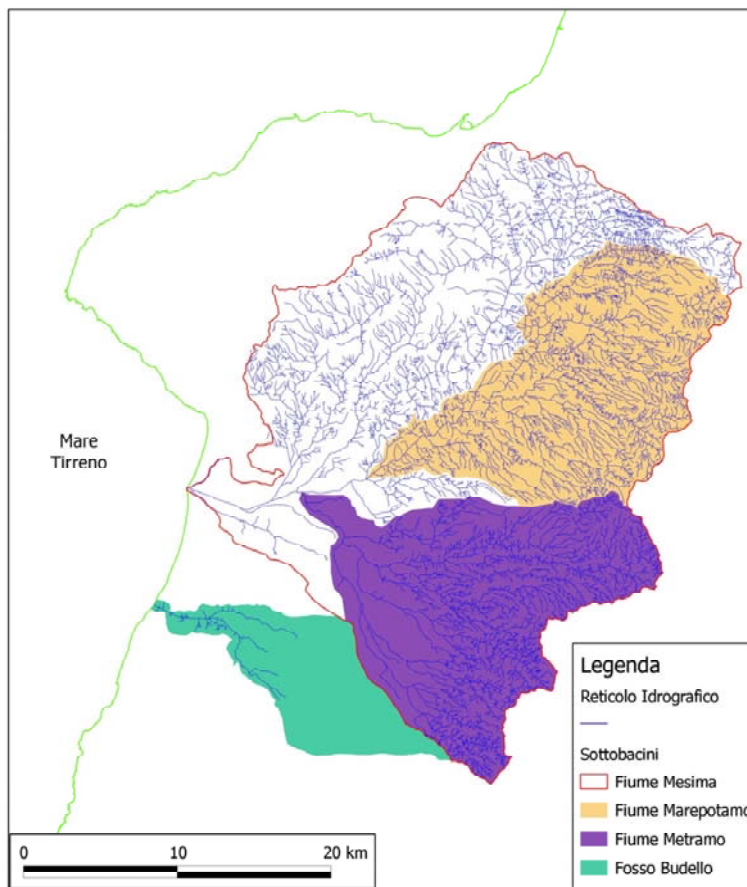 Mare
Tirreno
Legenda
Reticolo Idrografico
Sottobacini
Fiume Mesima
Fiume Marepotamo
Fiume Metramo
Fosso Budello
0 10 20 km